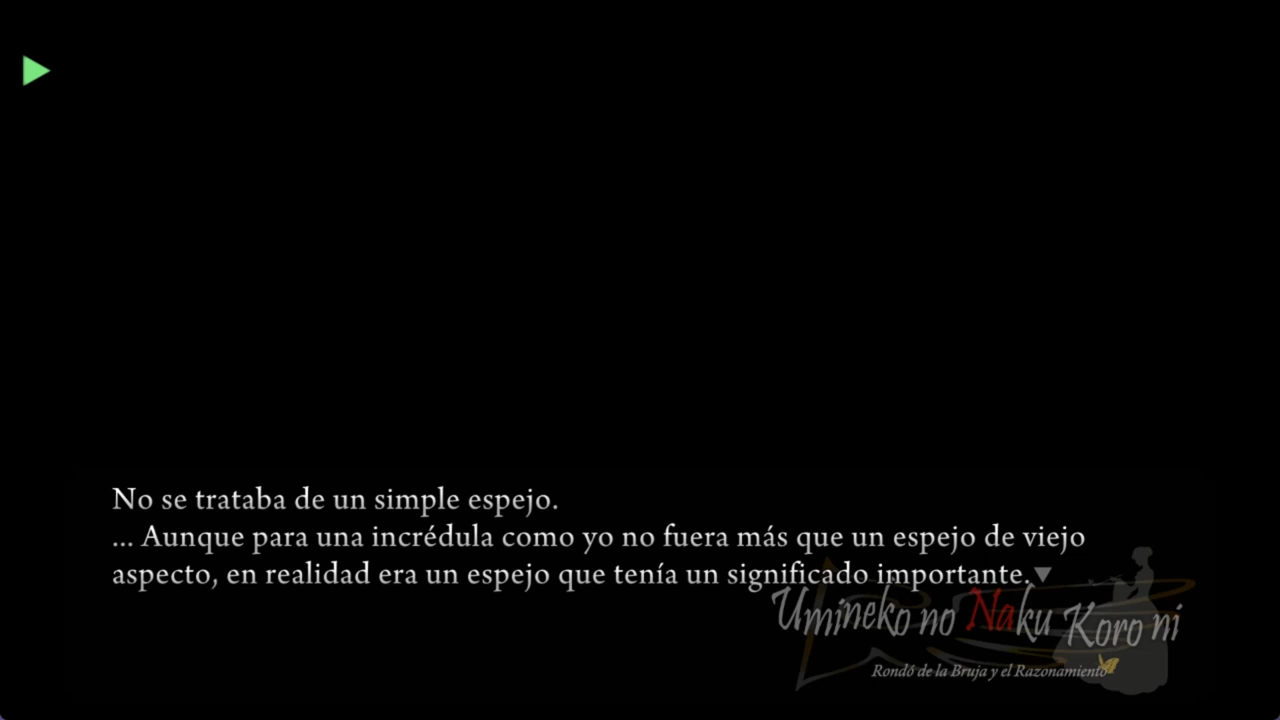 No se trataba de un simple espejo.
... Aunque para una incrédula como yo no fuera más que un espejo de viejo
aspecto, en realidad era un espejo que tenía un significado importante.
Umineko no Naku Koro ni
Rondó de la Bruja y el Razonamiento